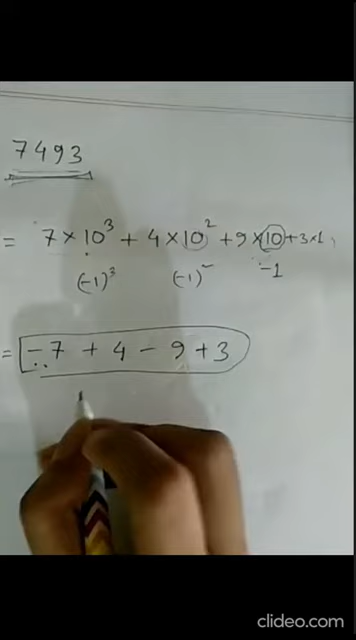 7493
= 7 × 10³ + 4 × 10² + 9 × 10 + 3 × 1,
(-1)³ (-1)² -1
= -7 + 4 - 9 + 3
clideo.com